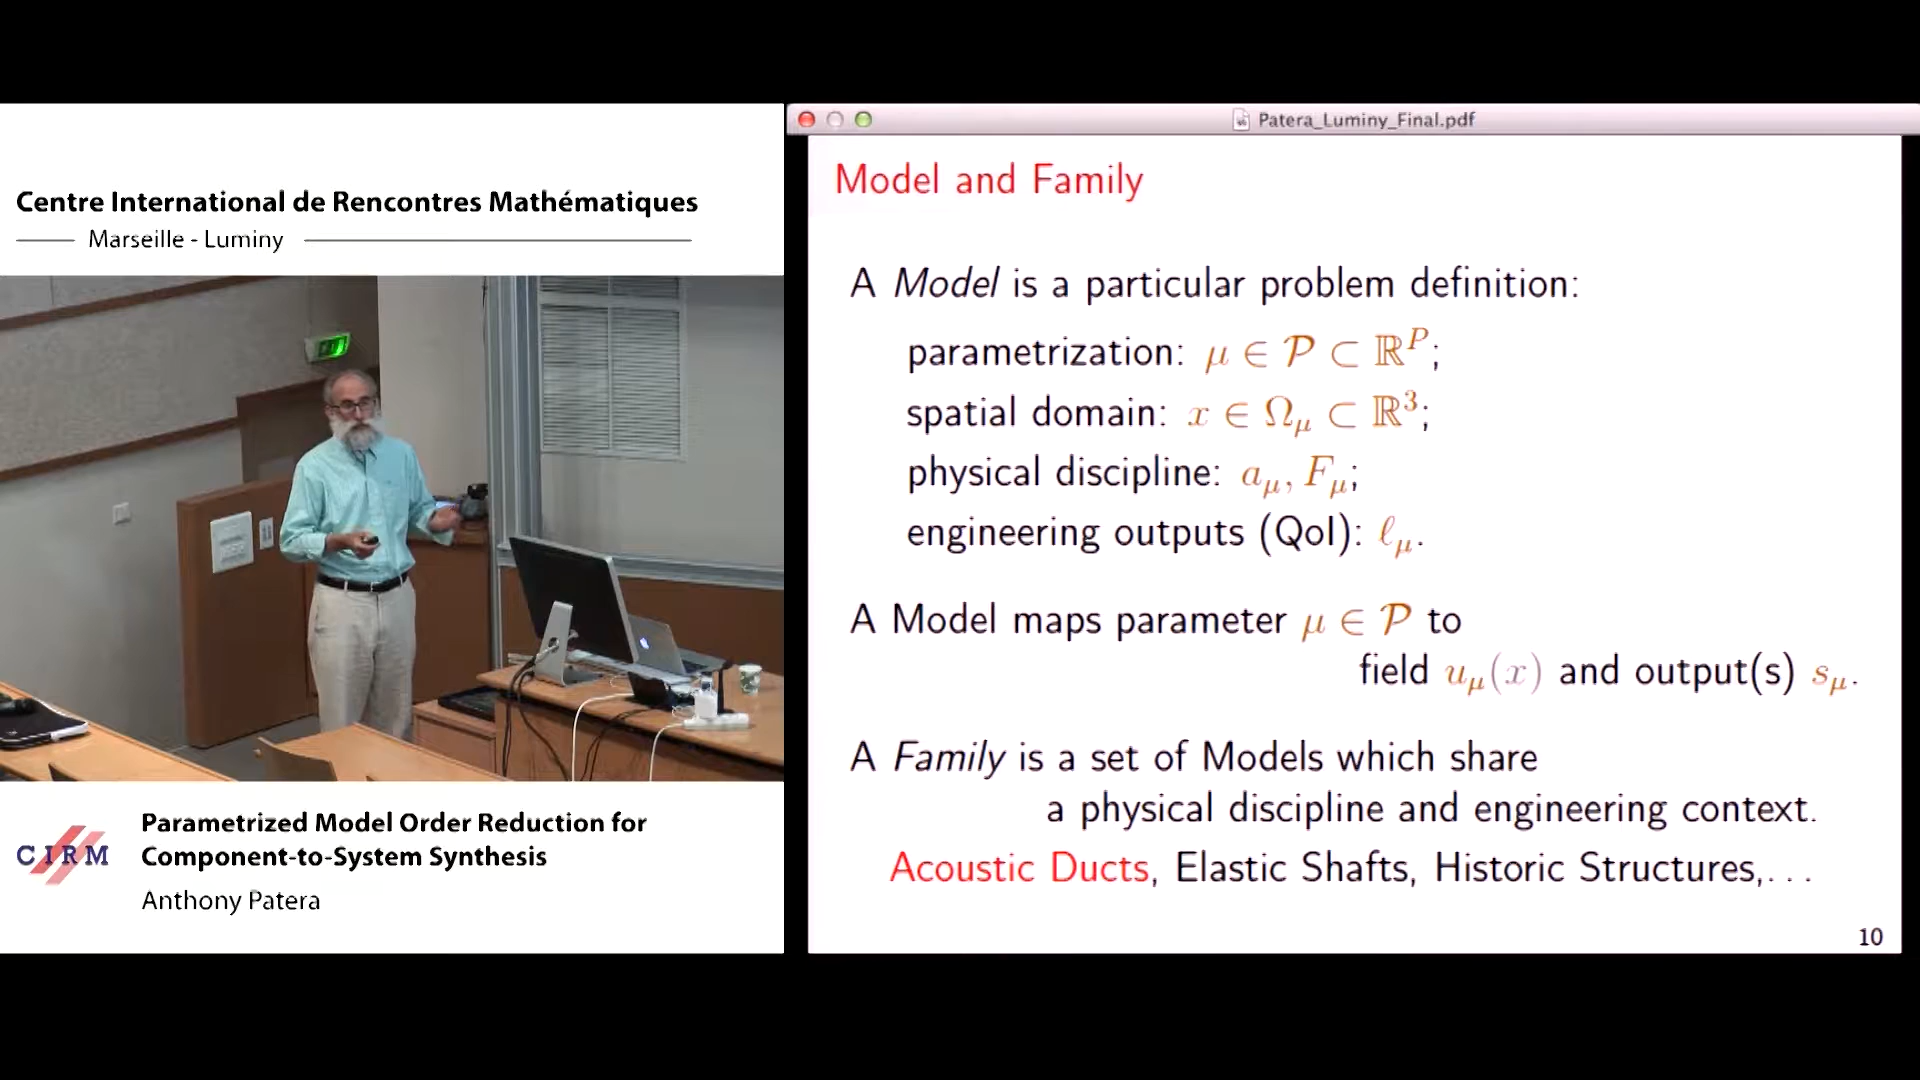 Centre International de Rencontres Mathématiques
Marseille - Luminy
CIRM
Parametrized Model Order Reduction for
Component-to-System Synthesis
Anthony Patera
Patera_Luminy_Final.pdf
Model and Family
A Model is a particular problem definition:
parametrization: μ ∈ 𝒫 ⊂ ℝ^P;
spatial domain: x ∈ Ω_μ ⊂ ℝ^3;
physical discipline: a_μ, F_μ;
engineering outputs (QoI): ℓ_μ.
A Model maps parameter μ ∈ 𝒫 to
field u_μ(x) and output(s) s_μ.
A Family is a set of Models which share
a physical discipline and engineering context.
Acoustic Ducts, Elastic Shafts, Historic Structures,...
10